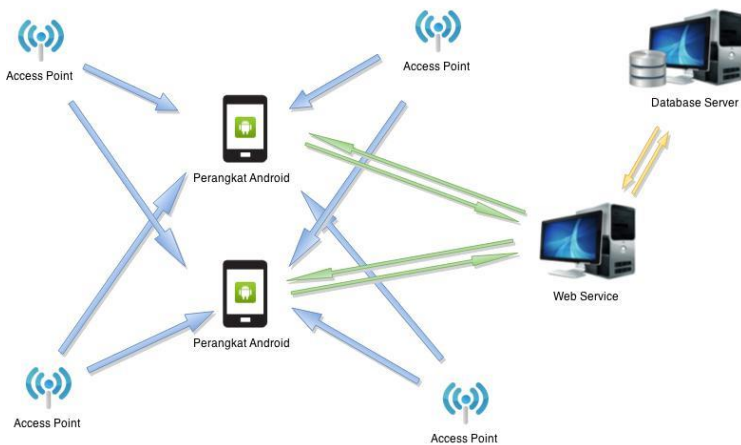 Access Point
Access Point
Database Server
Perangkat Android
Web Service
Perangkat Android
Access Point
Access Point